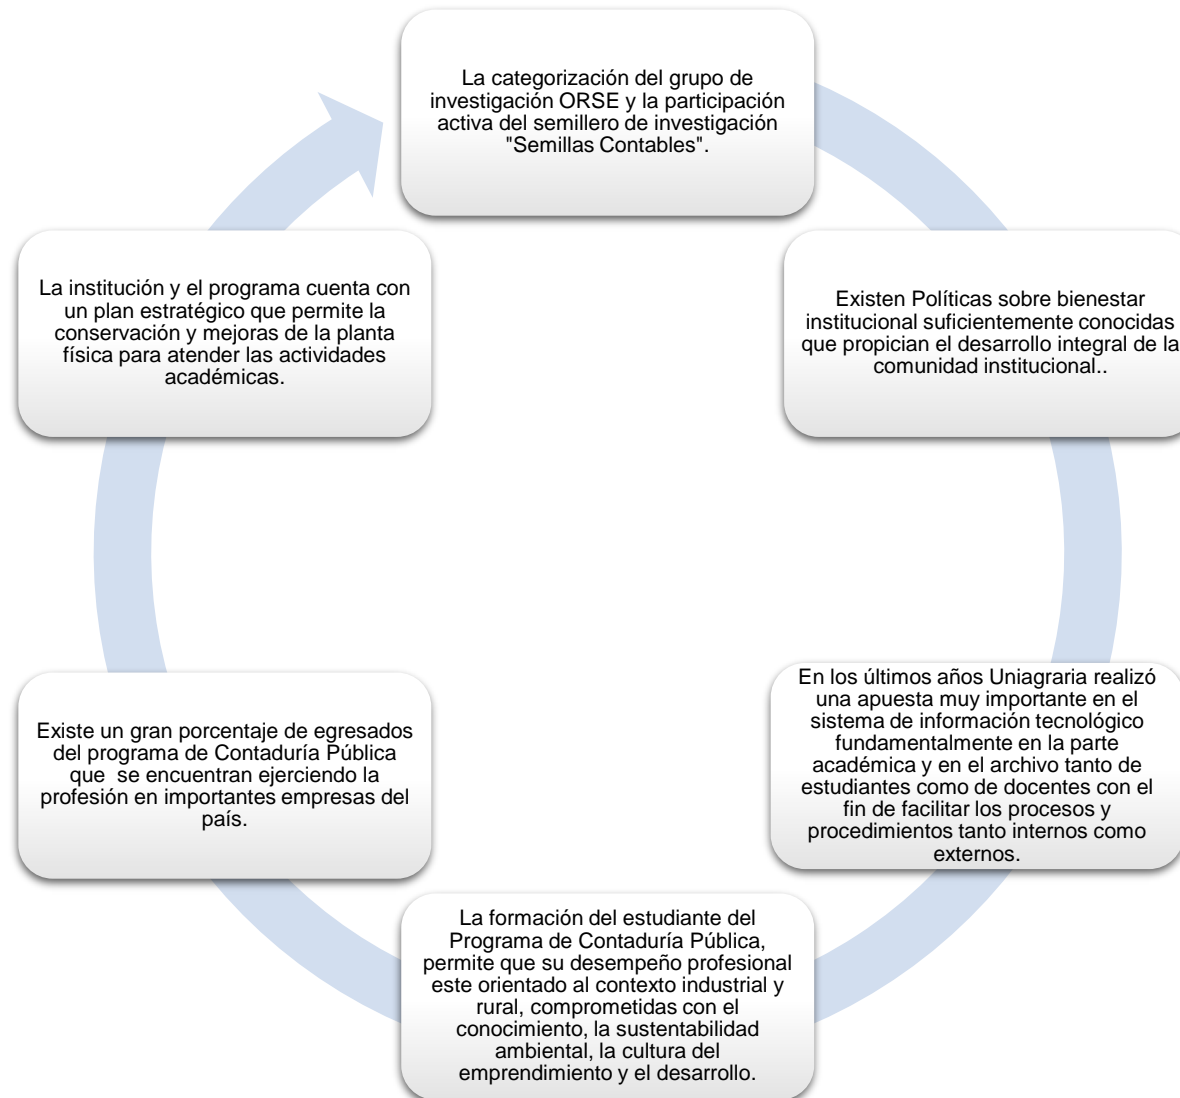 La categorización del grupo de
investigación ORSE y la participación
activa del semillero de investigación
"Semillas Contables".
Existen Políticas sobre bienestar
institucional suficientemente conocidas
que propician el desarrollo integral de la
comunidad institucional..
En los últimos años Uniagraria realizó
una apuesta muy importante en el
sistema de información tecnológico
fundamentalmente en la parte
académica y en el archivo tanto de
estudiantes como de docentes con el
fin de facilitar los procesos y
procedimientos tanto internos como
externos.
La formación del estudiante del
Programa de Contaduría Pública,
permite que su desempeño profesional
este orientado al contexto industrial y
rural, comprometidas con el
conocimiento, la sustentabilidad
ambiental, la cultura del
emprendimiento y el desarrollo.
Existe un gran porcentaje de egresados
del programa de Contaduría Pública
que se encuentran ejerciendo la
profesión en importantes empresas del
país.
La institución y el programa cuenta con
un plan estratégico que permite la
conservación y mejoras de la planta
física para atender las actividades
académicas.